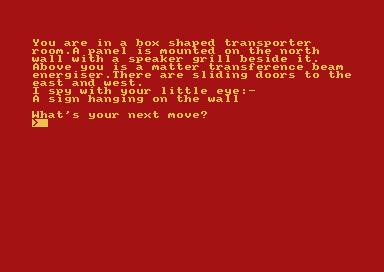 You are in a box shaped transporter
room.A panel is mounted on the north
wall with a speaker grill beside it.
Above you is a matter transference beam
energiser.There are sliding doors to the
east and west.
I spy with your little eye:-
A sign hanging on the wall
What's your next move?
>